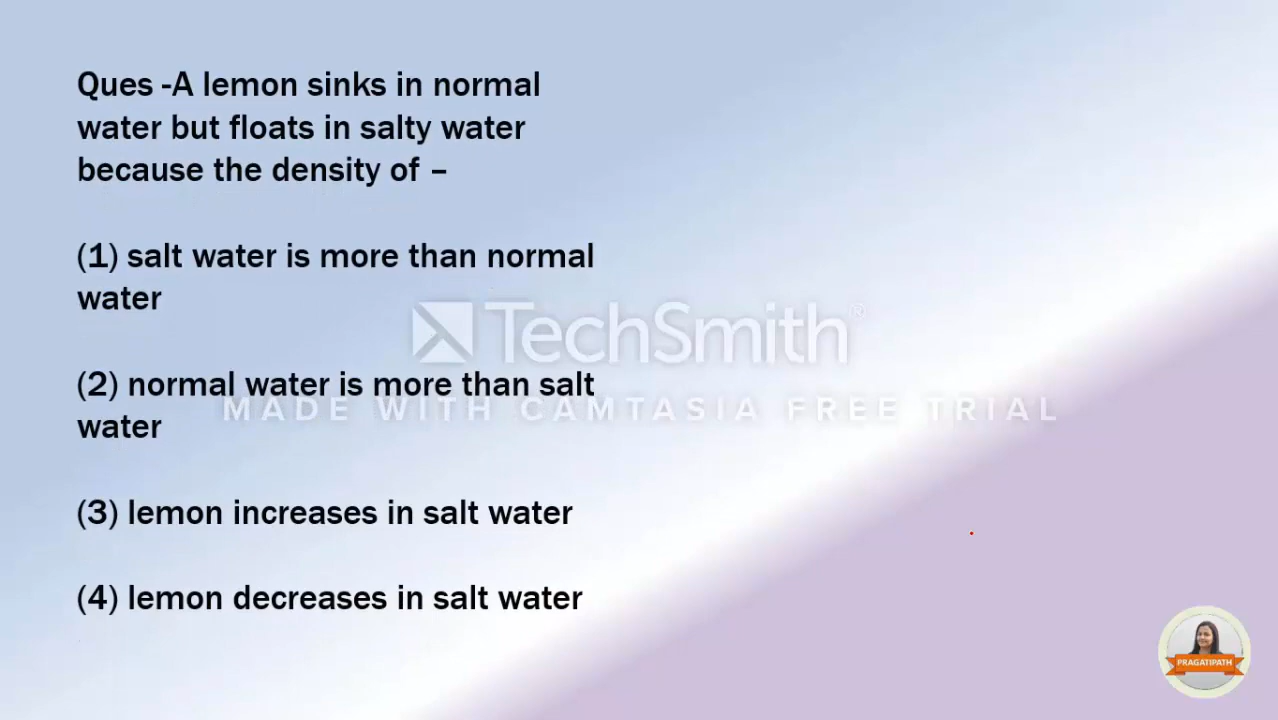 Ques -A lemon sinks in normal
water but floats in salty water
because the density of –
(1) salt water is more than normal
water
(2) normal water is more than salt
water
(3) lemon increases in salt water
(4) lemon decreases in salt water
TechSmith®
MADE WITH CAMTASIA FREE TRIAL
PRAGATIPATH